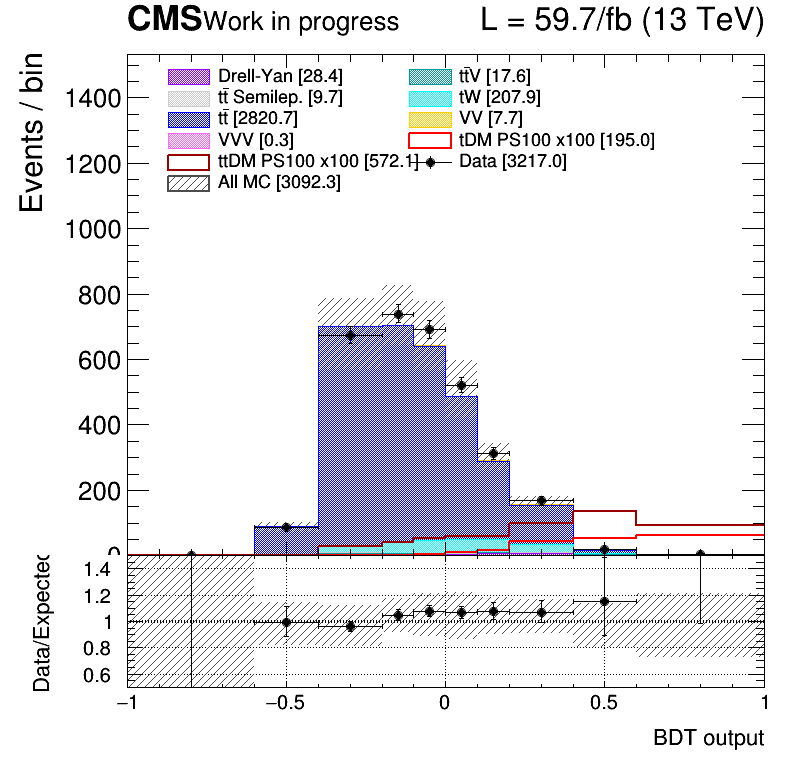 CMS Work in progress L = 59.7/fb (13 TeV)
Events / bin
1400
1200
1000
800
600
400
200
0
Drell-Yan [28.4]
tt̄V [17.6]
tt̄ Semilep. [9.7]
tW [207.9]
tt̄ [2820.7]
VV [7.7]
VVV [0.3]
tDM PS100 x100 [195.0]
ttDM PS100 x100 [572.1]
Data [3217.0]
All MC [3092.3]
Data/Expected
1.4
1.2
1
0.8
0.6
−1 −0.5 0 0.5 1
BDT output